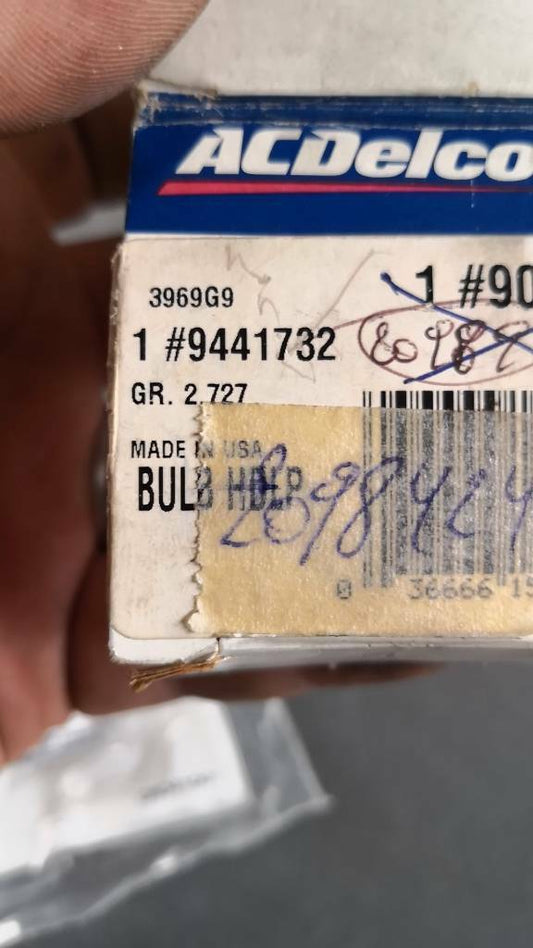 ACDelco
3969G9
1 #90
1 #9441732
GR. 2.727
MADE IN USA
BULB HDLP
0 36666 15